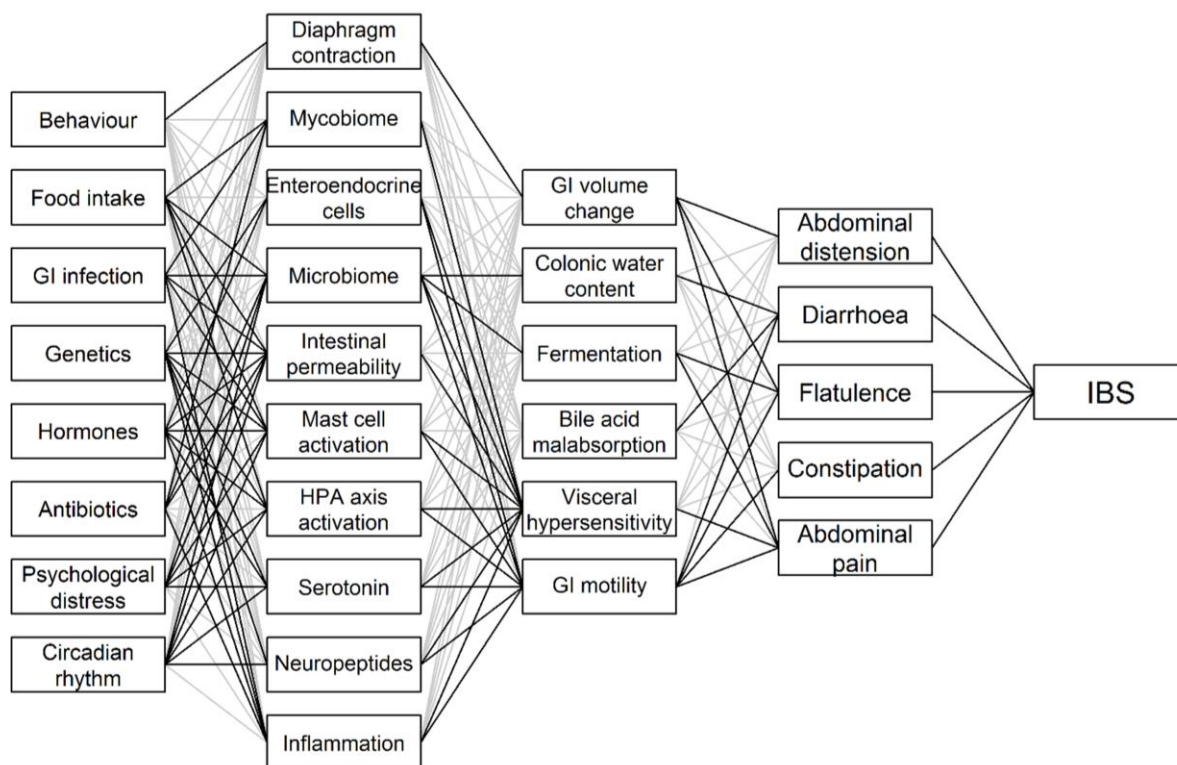 Diaphragm
contraction
Behaviour
Mycobiome
Food intake
Enteroendocrine
cells
GI volume
change
Abdominal
distension
GI infection
Microbiome
Colonic water
content
Diarrhoea
Genetics
Intestinal
permeability
Fermentation
Flatulence
IBS
Hormones
Mast cell
activation
Bile acid
malabsorption
Constipation
Antibiotics
HPA axis
activation
Visceral
hypersensitivity
Abdominal
pain
Psychological
distress
Serotonin
GI motility
Circadian
rhythm
Neuropeptides
Inflammation